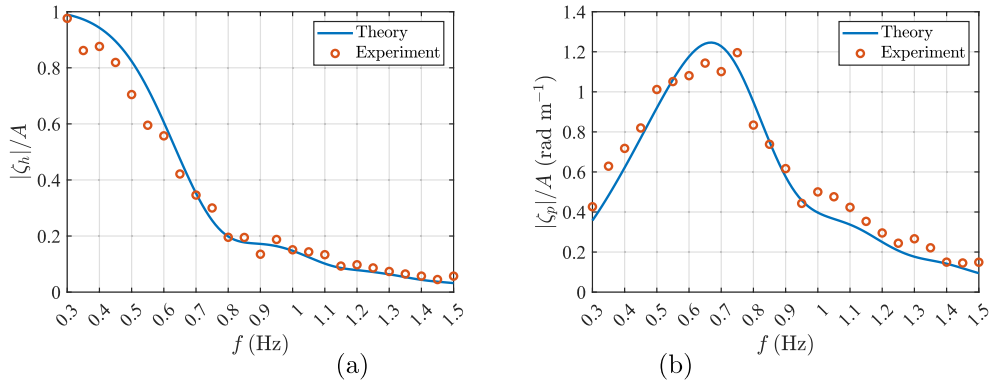 |ζ_h|/A
1
0.8
0.6
0.4
0.2
0
0.3 0.4 0.5 0.6 0.7 0.8 0.9 1 1.1 1.2 1.3 1.4 1.5
f (Hz)
Theory
Experiment
(a)
|ζ_p|/A (rad m⁻¹)
1.4
1.2
1
0.8
0.6
0.4
0.2
0
0.3 0.4 0.5 0.6 0.7 0.8 0.9 1 1.1 1.2 1.3 1.4 1.5
f (Hz)
Theory
Experiment
(b)